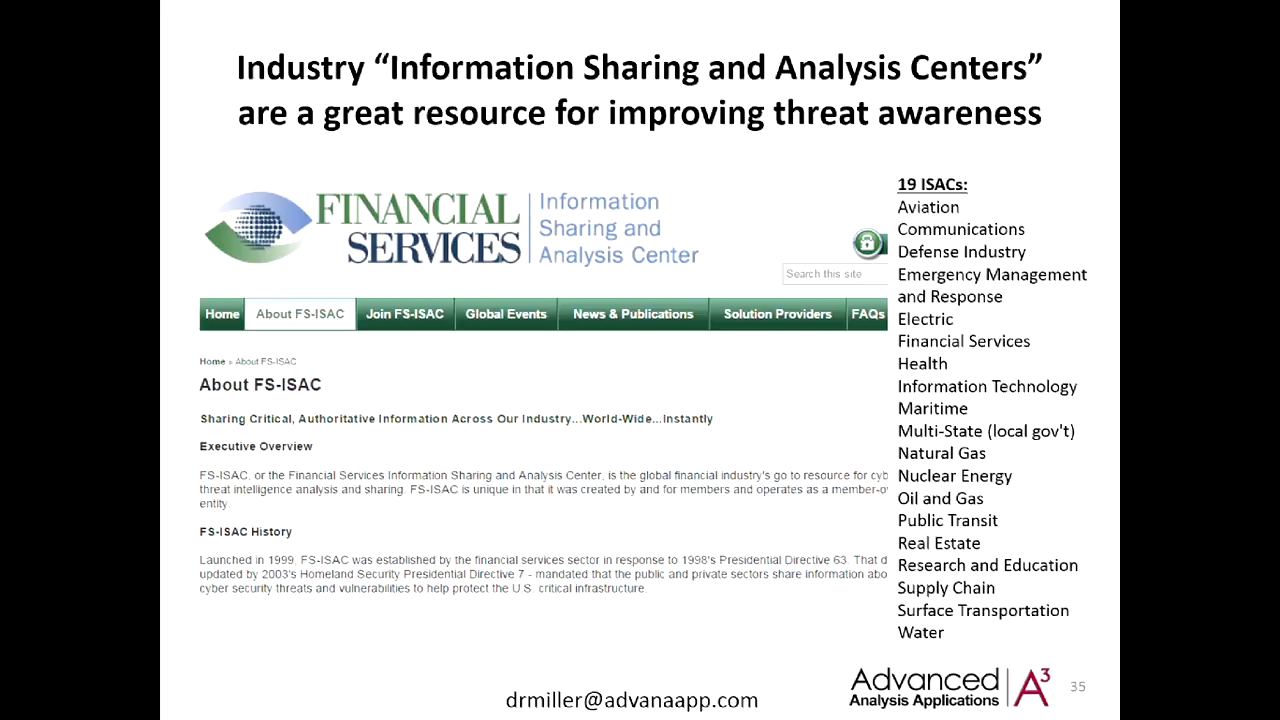 Industry “Information Sharing and Analysis Centers”
are a great resource for improving threat awareness
FINANCIAL
SERVICES
Information
Sharing and
Analysis Center
Search this site
Home About FS-ISAC Join FS-ISAC Global Events News & Publications Solution Providers FAQs
Home » About FS-ISAC
About FS-ISAC
Sharing Critical, Authoritative Information Across Our Industry...World-Wide...Instantly
Executive Overview
FS-ISAC, or the Financial Services Information Sharing and Analysis Center, is the global financial industry's go to resource for cyb
threat intelligence analysis and sharing. FS-ISAC is unique in that it was created by and for members and operates as a member-o
entity.
FS-ISAC History
Launched in 1999, FS-ISAC was established by the financial services sector in response to 1998's Presidential Directive 63. That d
updated by 2003's Homeland Security Presidential Directive 7 - mandated that the public and private sectors share information abo
cyber security threats and vulnerabilities to help protect the U.S. critical infrastructure.
19 ISACs:
Aviation
Communications
Defense Industry
Emergency Management
and Response
Electric
Financial Services
Health
Information Technology
Maritime
Multi-State (local gov't)
Natural Gas
Nuclear Energy
Oil and Gas
Public Transit
Real Estate
Research and Education
Supply Chain
Surface Transportation
Water
drmiller@advanaapp.com
Advanced
Analysis Applications
A3
35